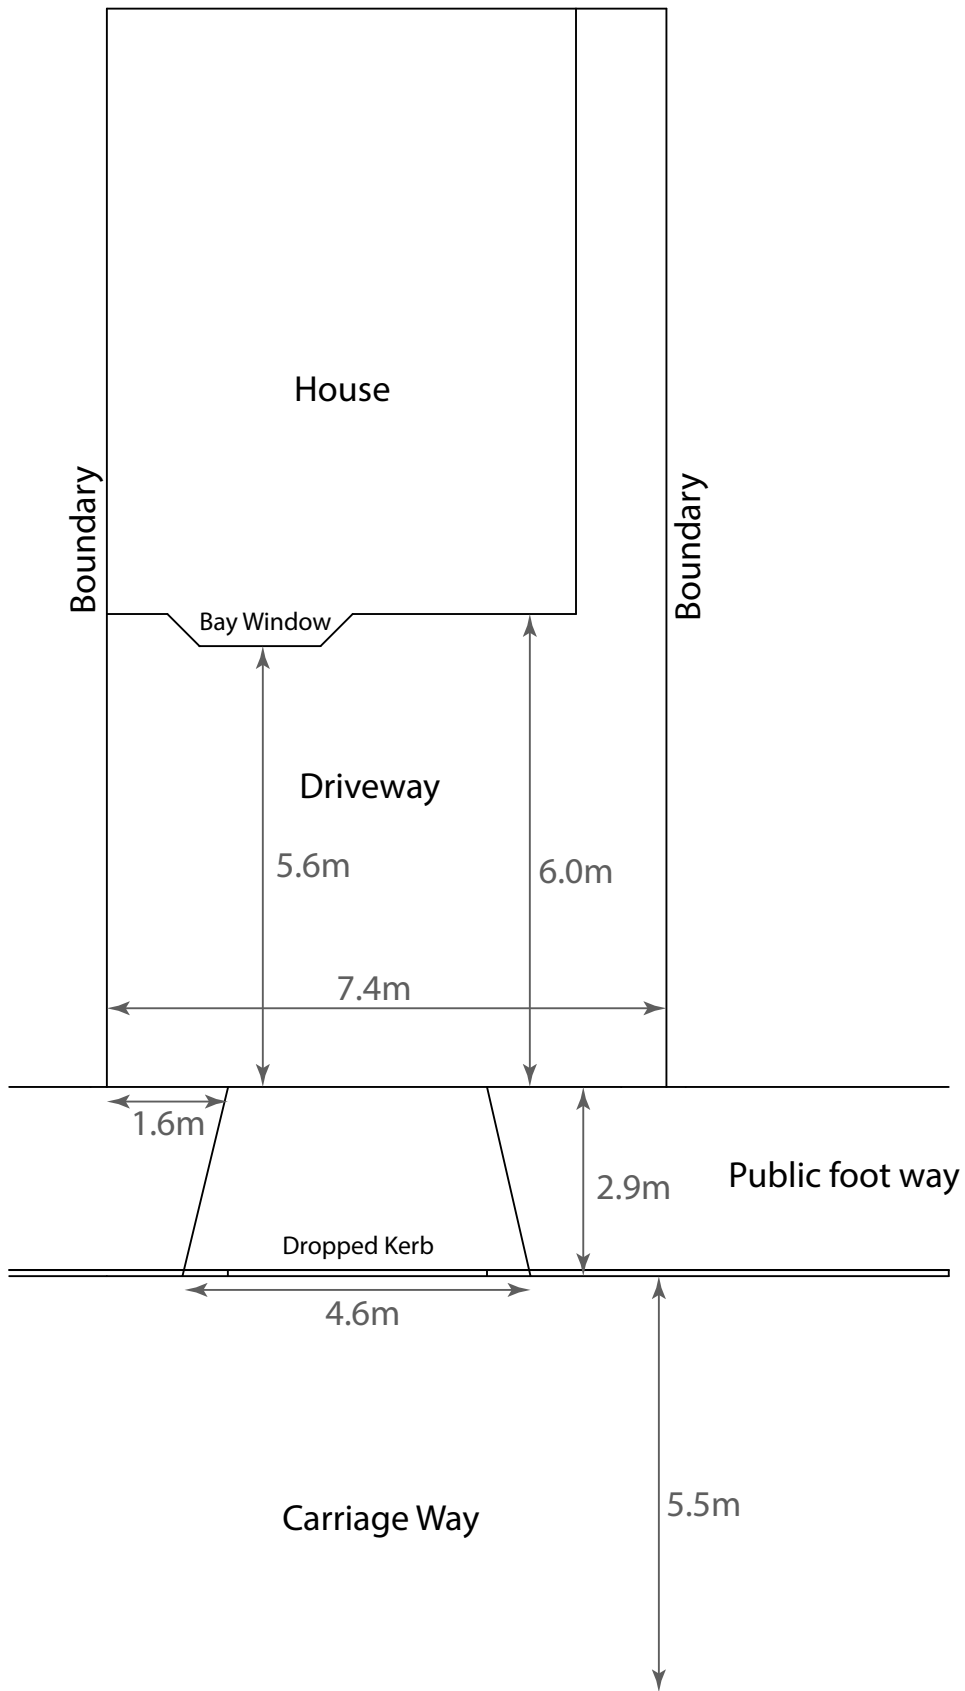 House
Boundary
Boundary
Bay Window
Driveway
5.6m
6.0m
7.4m
1.6m
Public foot way
2.9m
Dropped Kerb
4.6m
5.5m
Carriage Way